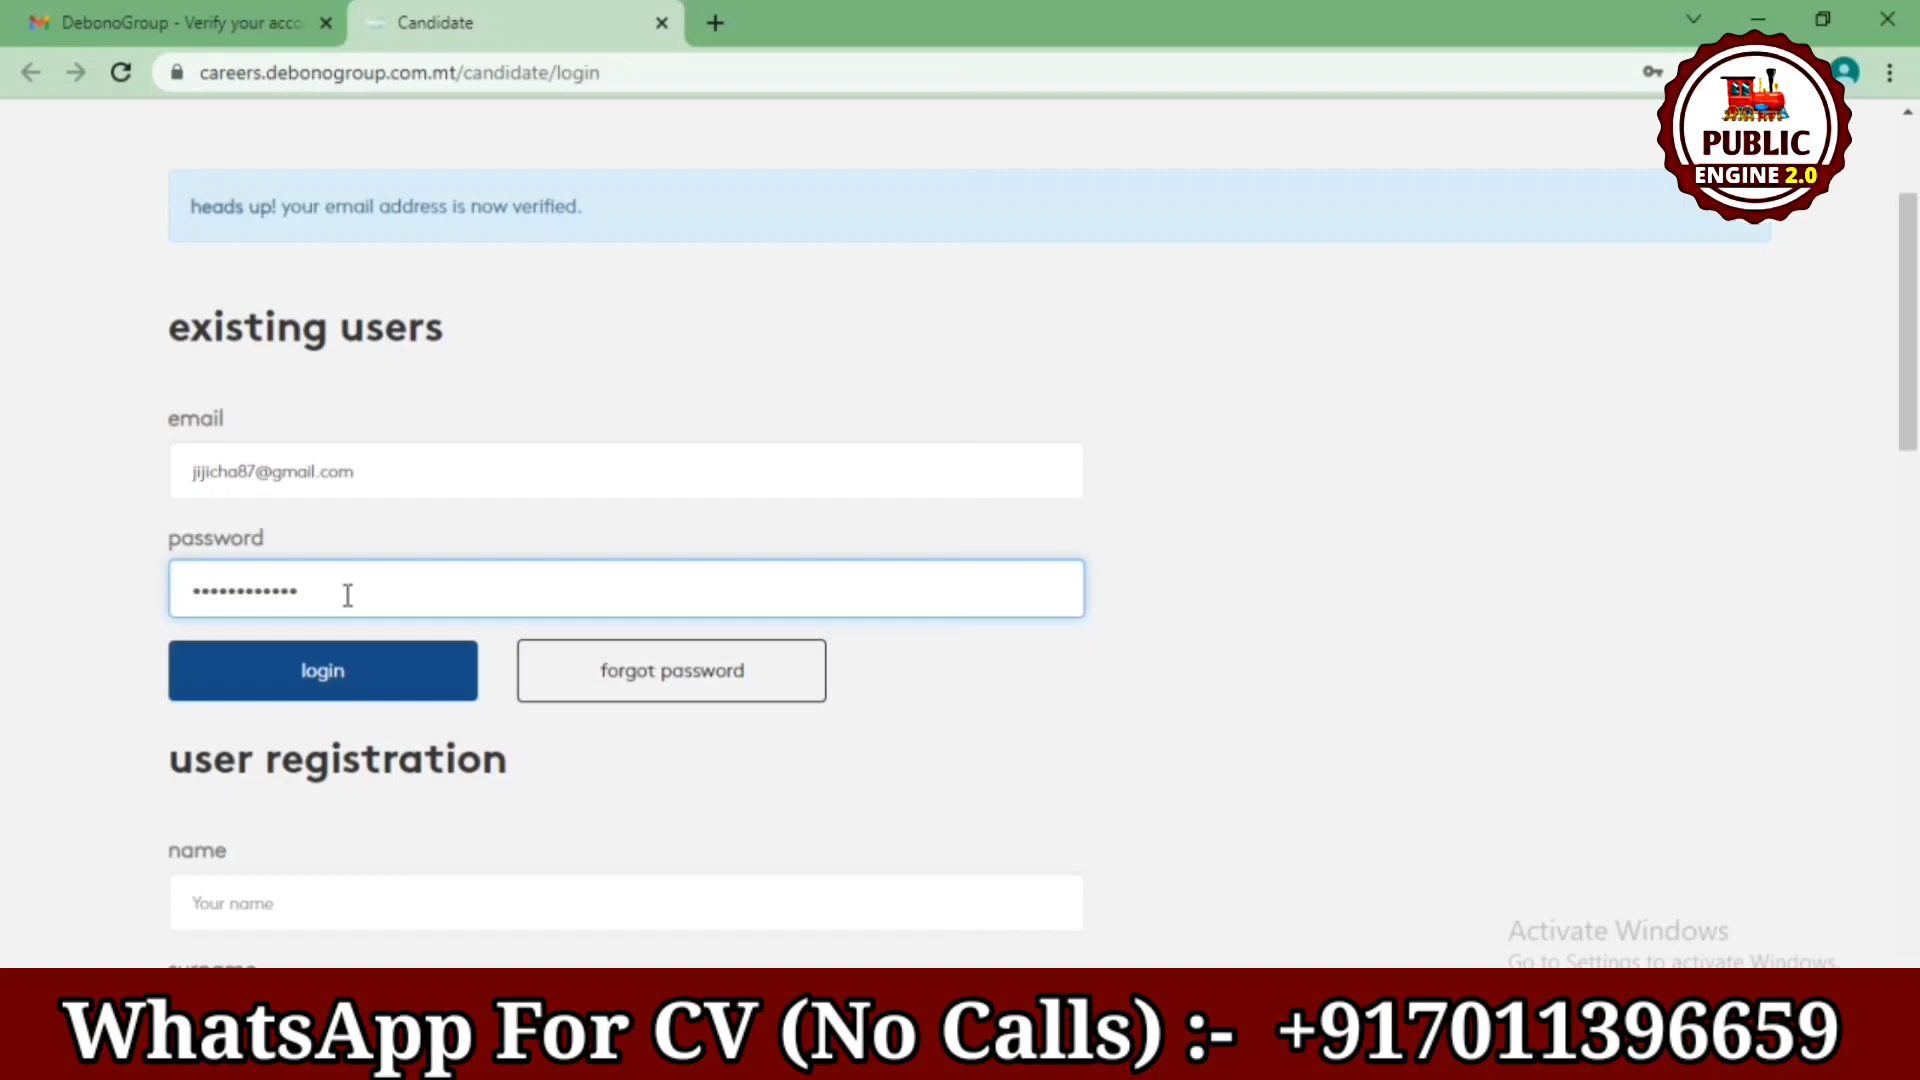 DebonoGroup - Verify your acco
Candidate
careers.debonogroup.com.mt/candidate/login
PUBLIC
ENGINE 2.0
heads up! your email address is now verified.
existing users
email
jijicha87@gmail.com
password
••••••••••••
login
forgot password
user registration
name
Your name
surname
Activate Windows
Go to Settings to activate Windows.
WhatsApp For CV (No Calls) :- +917011396659